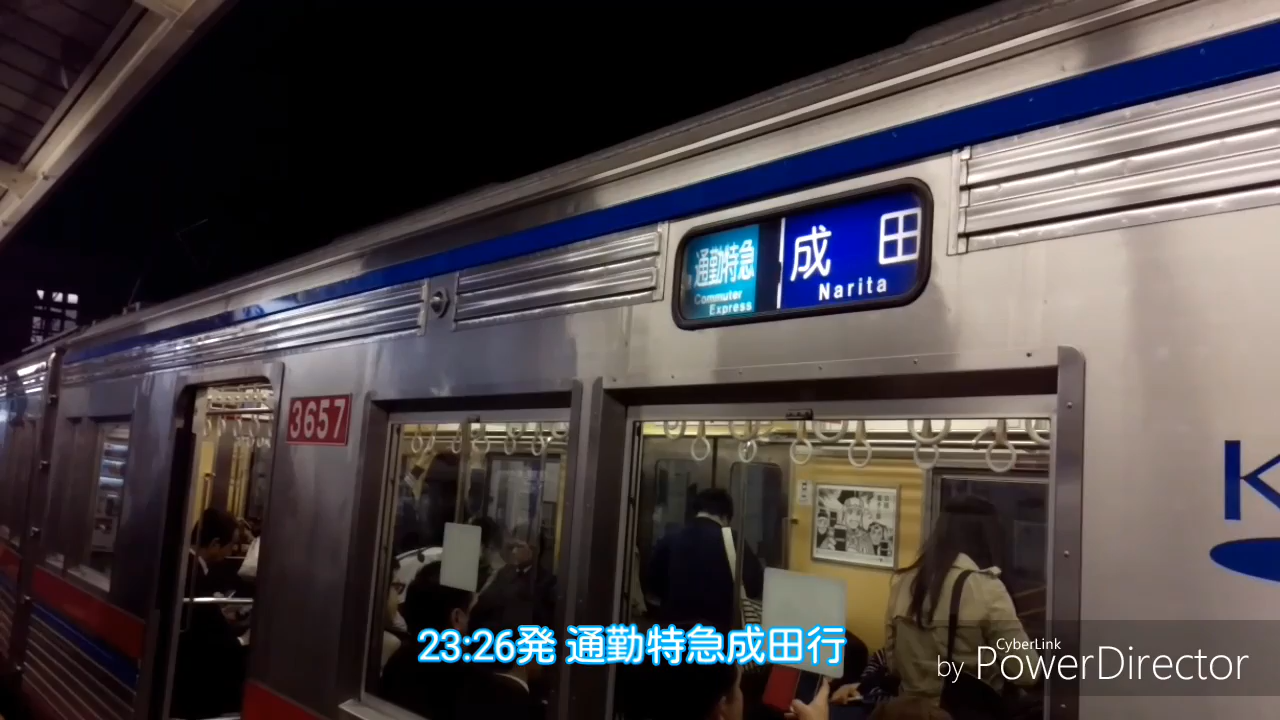 通勤特急
Commuter
Express
成田
Narita
3657
K
23:26発 通勤特急成田行
CyberLink
by PowerDirector